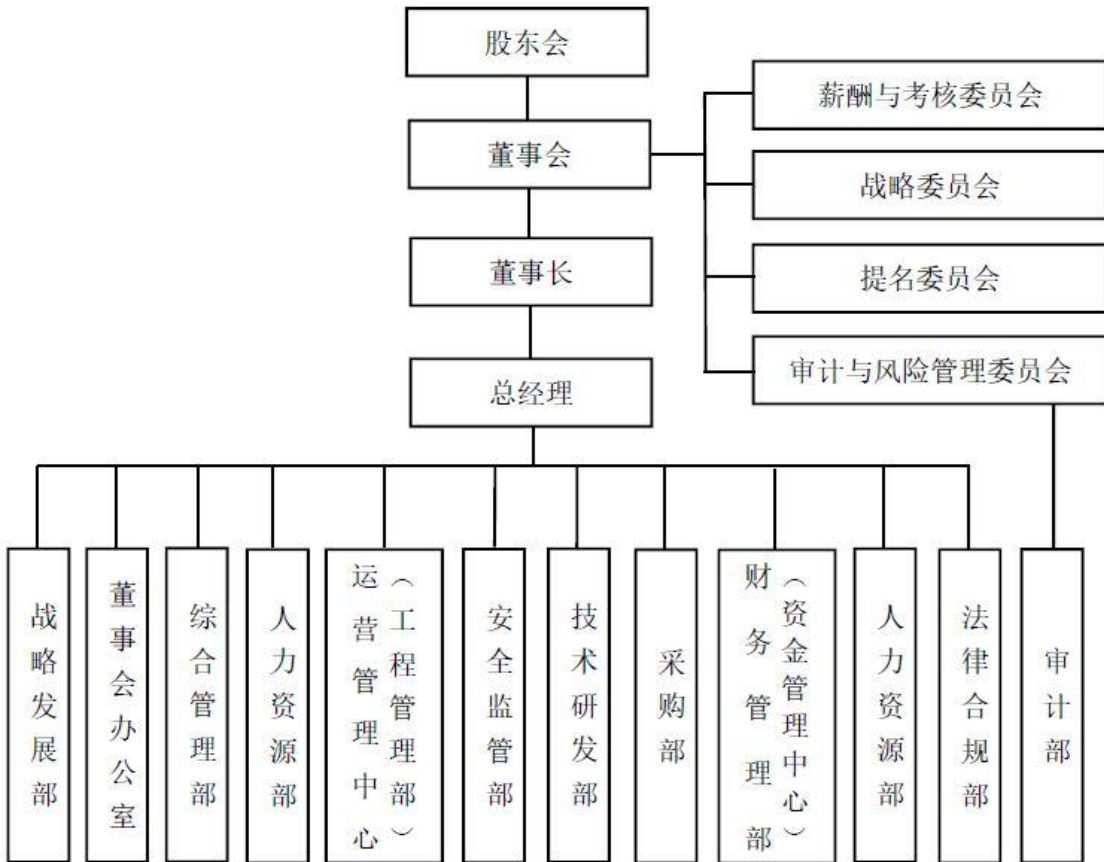 股东会
董事会
董事长
总经理
薪酬与考核委员会
战略委员会
提名委员会
审计与风险管理委员会
战略发展部
董事会办公室
综合管理部
人力资源部
运营管理中心
（工程管理部）
安全监管部
技术研发部
采购部
财务管理部
（资金管理中心）
人力资源部
法律合规部
审计部